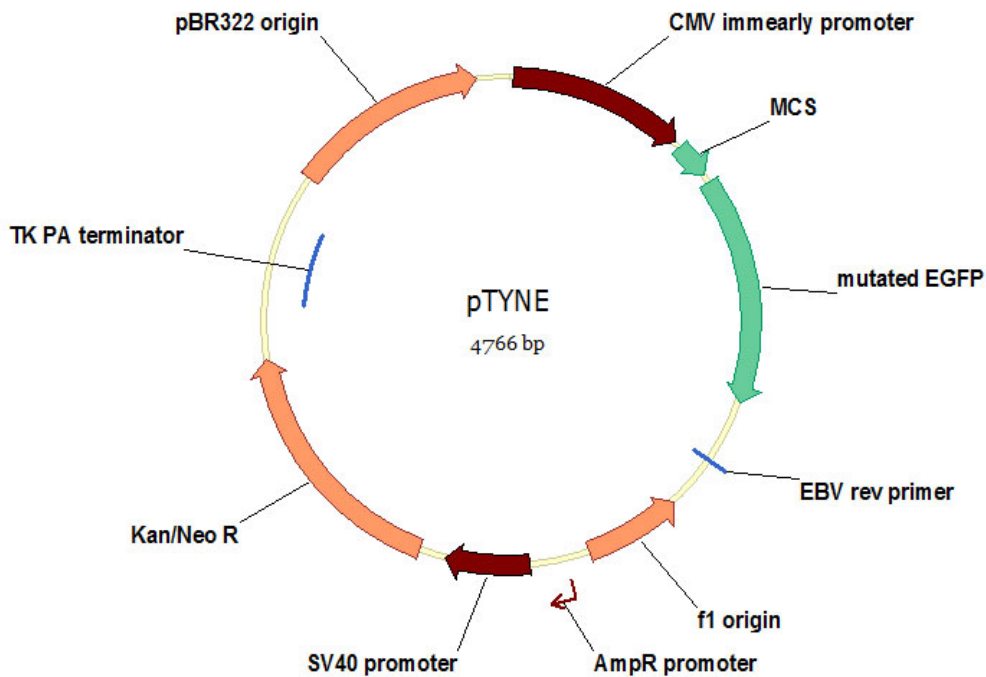 pBR322 origin
CMV immearly promoter
MCS
TK PA terminator
mutated EGFP
pTYNE
4766 bp
EBV rev primer
Kan/Neo R
f1 origin
SV40 promoter
AmpR promoter